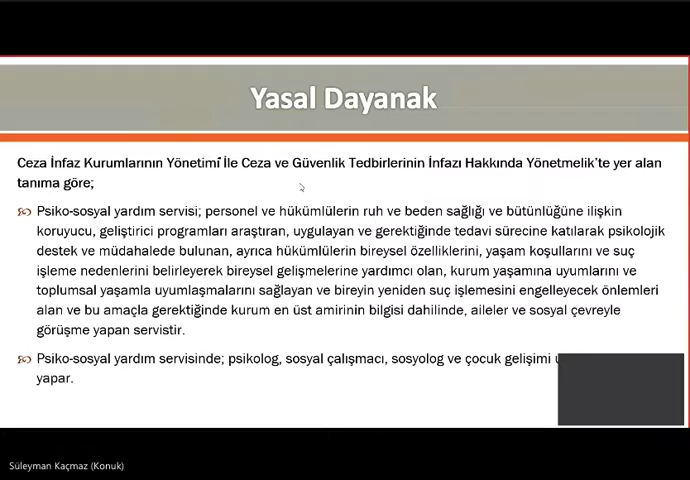 Yasal Dayanak
Ceza İnfaz Kurumlarının Yönetimi İle Ceza ve Güvenlik Tedbirlerinin İnfazı Hakkında Yönetmelik'te yer alan
tanıma göre;
Psiko-sosyal yardım servisi; personel ve hükümlülerin ruh ve beden sağlığı ve bütünlüğüne ilişkin
koruyucu, geliştirici programları araştıran, uygulayan ve gerektiğinde tedavi sürecine katılarak psikolojik
destek ve müdahalede bulunan, ayrıca hükümlülerin bireysel özelliklerini, yaşam koşullarını ve suç
işleme nedenlerini belirleyerek bireysel gelişmelerine yardımcı olan, kurum yaşamına uyumlarını ve
toplumsal yaşamla uyumlaşmalarını sağlayan ve bireyin yeniden suç işlemesini engelleyecek önlemleri
alan ve bu amaçla gerektiğinde kurum en üst amirinin bilgisi dahilinde, aileler ve sosyal çevreyle
görüşme yapan servistir.
Psiko-sosyal yardım servisinde; psikolog, sosyal çalışmacı, sosyolog ve çocuk gelişimi
yapar.
Süleyman Kaçmaz (Konuk)